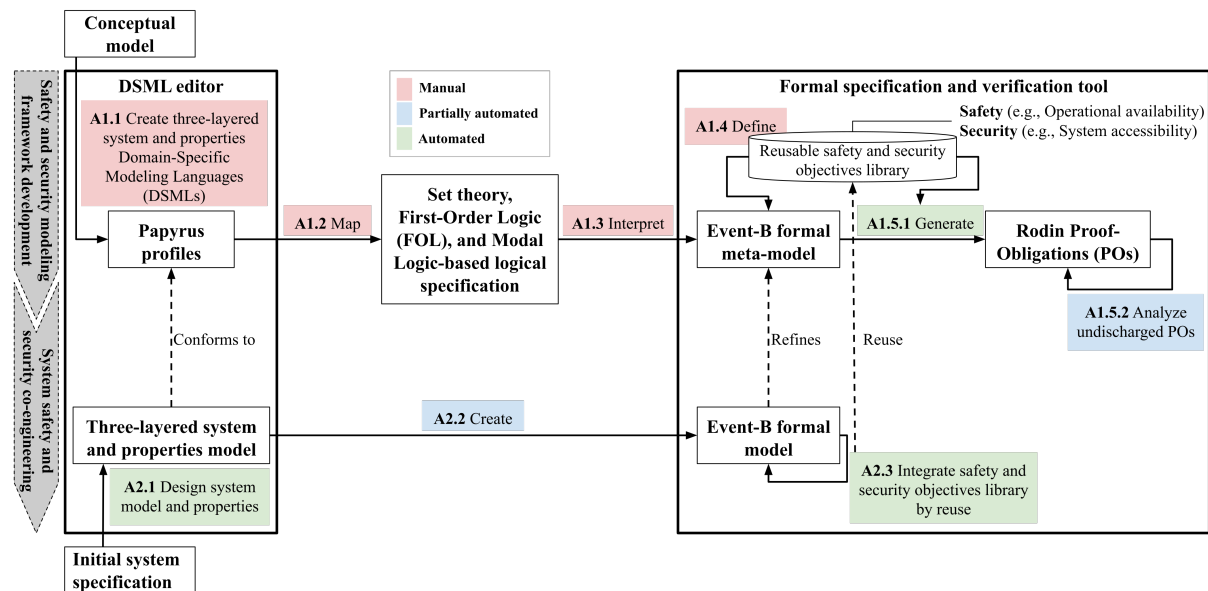 Conceptual
model
Safety and security modeling
framework development
System safety and
security co-engineering
DSML editor
A1.1 Create three-layered
system and properties
Domain-Specific
Modeling Languages
(DSMLs)
Papyrus
profiles
Conforms to
Three-layered system
and properties model
A2.1 Design system
model and properties
Initial system
specification
Manual
Partially automated
Automated
A1.2 Map
Set theory,
First-Order Logic
(FOL), and Modal
Logic-based logical
specification
A1.3 Interpret
A2.2 Create
Formal specification and verification tool
Safety (e.g., Operational availability)
Security (e.g., System accessibility)
A1.4 Define
Reusable safety and security
objectives library
Event-B formal
meta-model
A1.5.1 Generate
Rodin Proof-
Obligations (POs)
A1.5.2 Analyze
undischarged POs
Refines
Reuse
Event-B formal
model
A2.3 Integrate safety and
security objectives library
by reuse